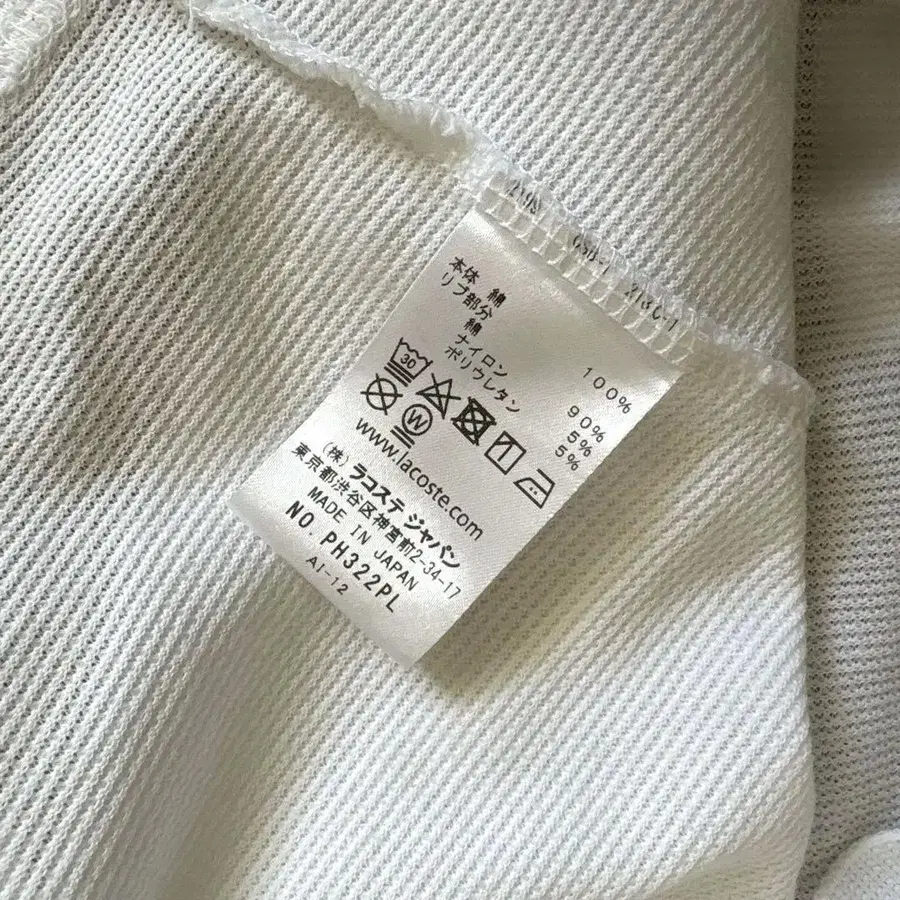 本体 綿 100%
リブ部分
綿 90%
ナイロン 5%
ポリウレタン 5%
30
W
www.lacoste.com
(株) ラコステ ジャパン
東京都渋谷区神宮前2-34-17
MADE IN JAPAN
NO. PH322PL
AI-12